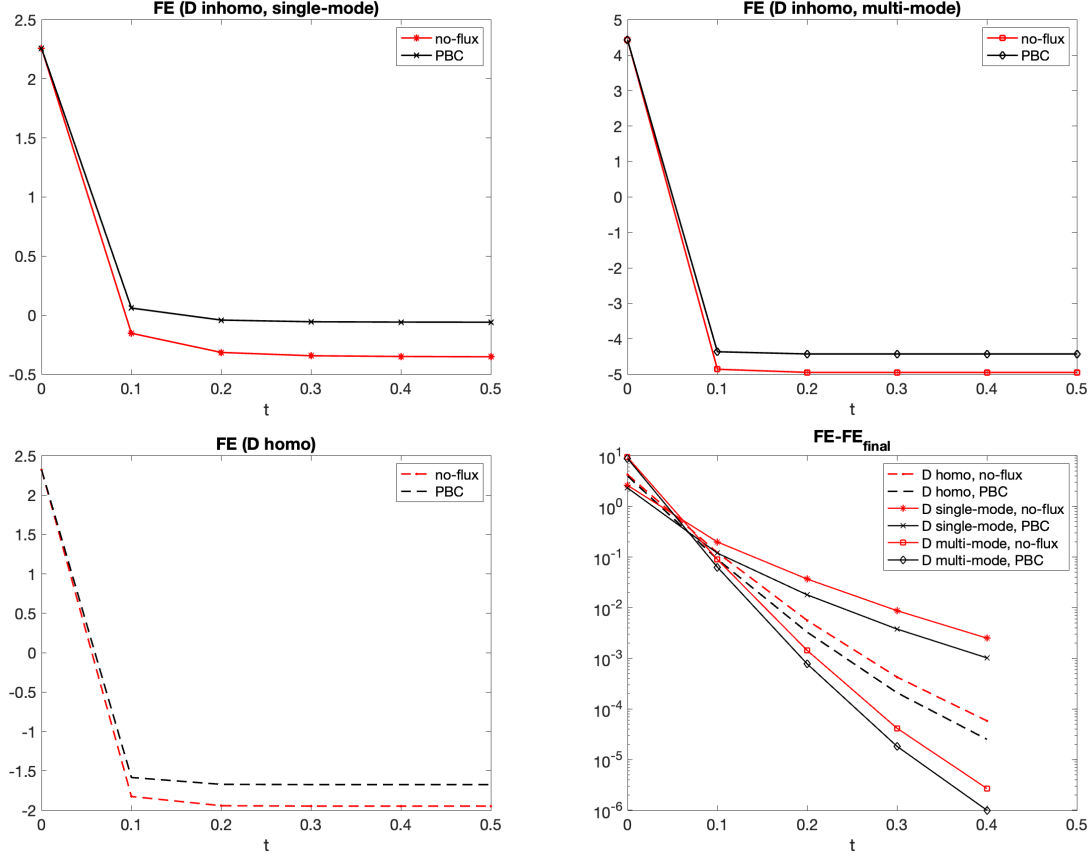 FE (D inhomo, single-mode)
2.5
2
1.5
1
0.5
0
-0.5
0 0.1 0.2 0.3 0.4 0.5
t
no-flux
PBC
FE (D inhomo, multi-mode)
5
4
3
2
1
0
-1
-2
-3
-4
-5
0 0.1 0.2 0.3 0.4 0.5
t
no-flux
PBC
FE (D homo)
2.5
2
1.5
1
0.5
0
-0.5
-1
-1.5
-2
0 0.1 0.2 0.3 0.4 0.5
t
no-flux
PBC
FE-FE_final
10^1
10^0
10^-1
10^-2
10^-3
10^-4
10^-5
10^-6
0 0.1 0.2 0.3 0.4 0.5
t
D homo, no-flux
D homo, PBC
D single-mode, no-flux
D single-mode, PBC
D multi-mode, no-flux
D multi-mode, PBC